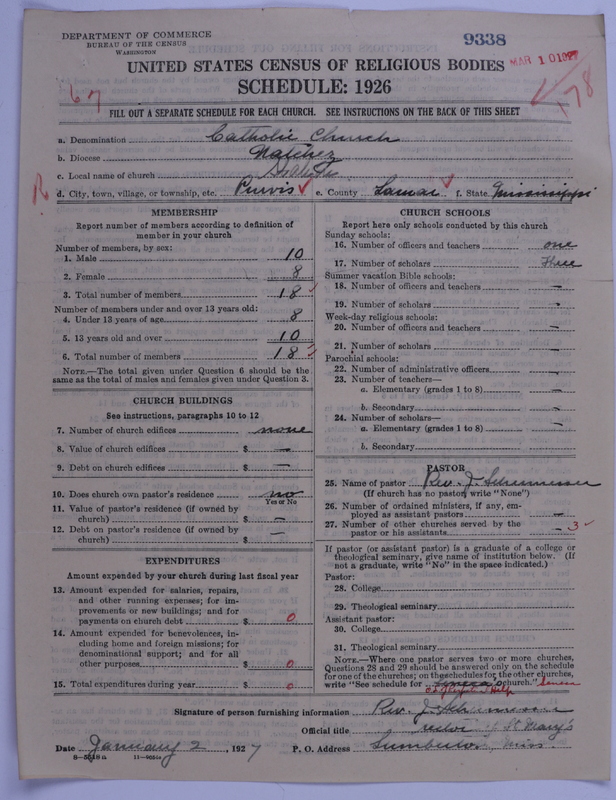 DEPARTMENT OF COMMERCE
BUREAU OF THE CENSUS
WASHINGTON
9338
MAR 10 1927
UNITED STATES CENSUS OF RELIGIOUS BODIES
SCHEDULE: 1926
67
78
FILL OUT A SEPARATE SCHEDULE FOR EACH CHURCH. SEE INSTRUCTIONS ON THE BACK OF THIS SHEET
a. Denomination Catholic Church
b. Diocese Natchez
c. Local name of church
d. City, town, village, or township, etc. Purvis e. County Lamar f. State Mississippi
MEMBERSHIP
Report number of members according to definition of
member in your church
Number of members, by sex:
1. Male 10
2. Female 8
3. Total number of members 18
Number of members under and over 13 years old:
4. Under 13 years of age 8
5. 13 years old and over 10
6. Total number of members 18
NOTE.—The total given under Question 6 should be the
same as the total of males and females given under Question 3.
CHURCH BUILDINGS
See instructions, paragraphs 10 to 12
7. Number of church edifices none
8. Value of church edifices $ —
9. Debt on church edifices $ —
10. Does church own pastor's residence no
Yes or No
11. Value of pastor's residence (if owned by
church) $ —
12. Debt on pastor's residence (if owned by
church) $ —
EXPENDITURES
Amount expended by your church during last fiscal year
13. Amount expended for salaries, repairs,
and other running expenses; for im-
provements or new buildings; and for
payments on church debt $ 0
14. Amount expended for benevolences, in-
cluding home and foreign missions; for
denominational support; and for all
other purposes $ 0
15. Total expenditures during year $ 0
CHURCH SCHOOLS
Report here only schools conducted by this church
Sunday schools:
16. Number of officers and teachers one
17. Number of scholars Three
Summer vacation Bible schools:
18. Number of officers and teachers —
19. Number of scholars —
Week-day religious schools:
20. Number of officers and teachers —
21. Number of scholars —
Parochial schools:
22. Number of administrative officers —
23. Number of teachers—
a. Elementary (grades 1 to 8) —
b. Secondary —
24. Number of scholars—
a. Elementary (grades 1 to 8) —
b. Secondary
PASTOR
25. Name of pastor Rev. J.
(If church has no pastor, write "None")
26. Number of ordained ministers, if any, em-
ployed as assistant pastors —
27. Number of other churches served by the
pastor or his assistants — 3
If pastor (or assistant pastor) is a graduate of a college or
theological seminary, give name of institution below. (If
not a graduate, write "No" in the space indicated.)
Pastor:
28. College
29. Theological seminary
Assistant pastor:
30. College
31. Theological seminary
NOTE.—Where one pastor serves two or more churches,
Questions 28 and 29 should be answered only on the schedule
for one of the churches; on the schedules for the other churches,
write "See schedule for church." Seneca
Signature of person furnishing information Rev. J.
Official title rector of St Mary's
Date January 2, 1927 P. O. Address Lumberton, Miss.
11—9651